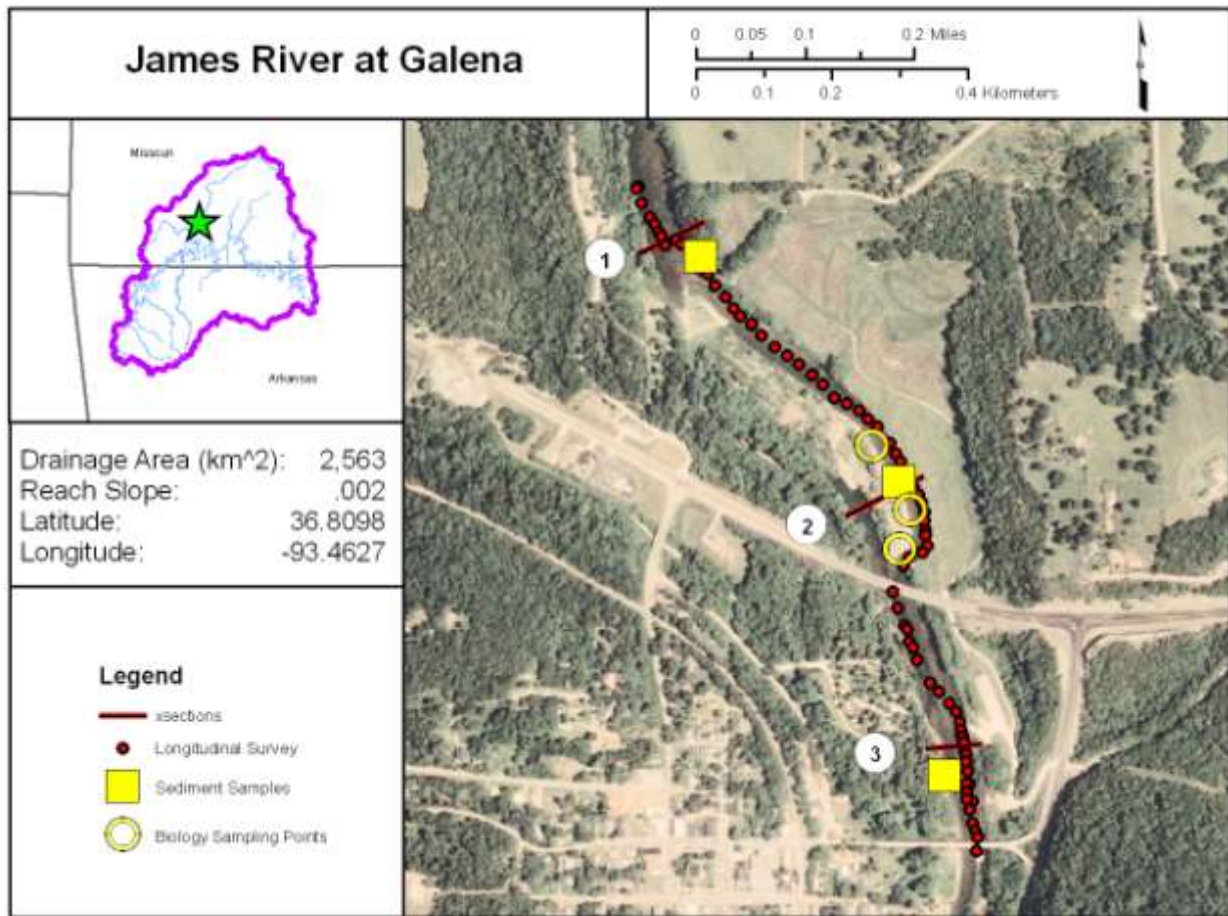 James River at Galena
0 0.05 0.1 0.2 Miles
0 0.1 0.2 0.4 Kilometers
Missouri
Arkansas
Drainage Area (km^2): 2,563
Reach Slope: .002
Latitude: 36.8098
Longitude: -93.4627
Legend
xsections
Longitudinal Survey
Sediment Samples
Biology Sampling Points
1
2
3